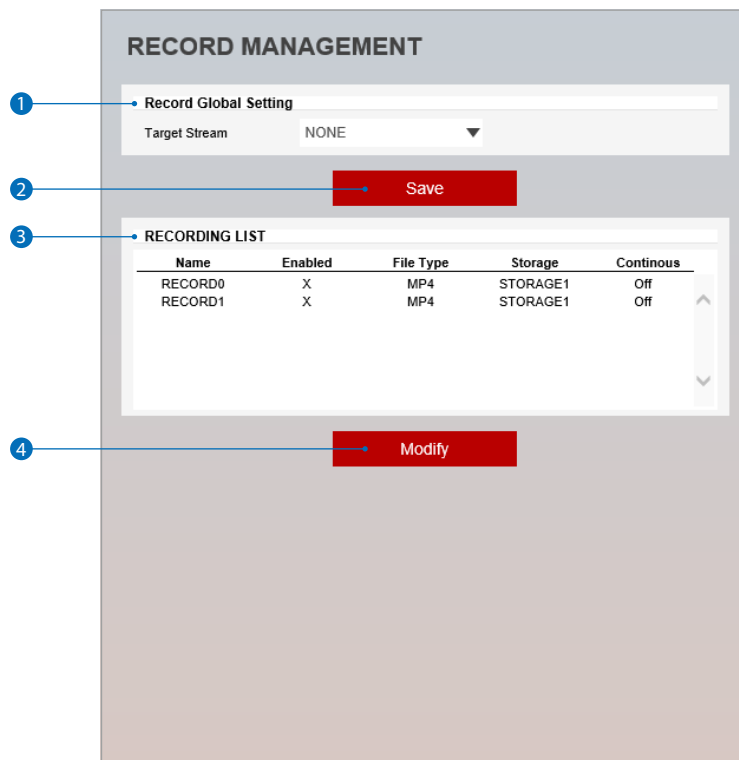 RECORD MANAGEMENT
1 Record Global Setting
Target Stream NONE
2 Save
3 RECORDING LIST
Name Enabled File Type Storage Continous
RECORD0 X MP4 STORAGE1 Off
RECORD1 X MP4 STORAGE1 Off
4 Modify